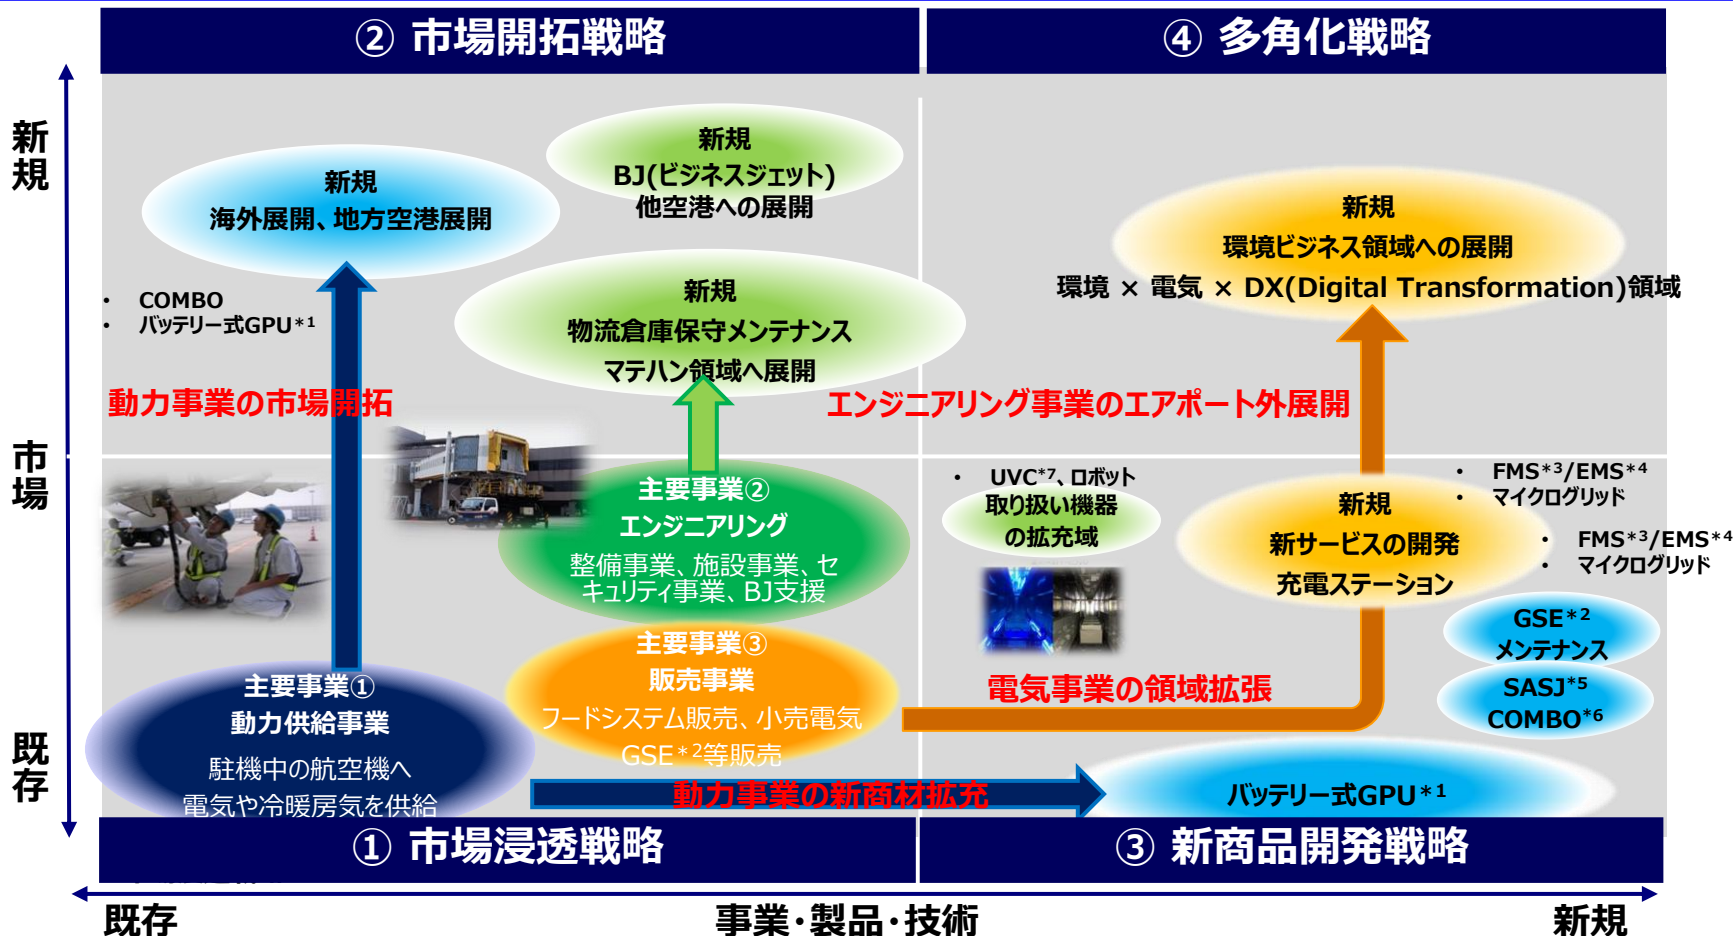 ② 市場開拓戦略
④ 多角化戦略
新規
市場
既存
新規
海外展開、地方空港展開
新規
BJ(ビジネスジェット)
他空港への展開
新規
環境ビジネス領域への展開
環境 × 電気 × DX(Digital Transformation)領域
・ COMBO
・ バッテリー式GPU*1
新規
物流倉庫保守メンテナンス
マテハン領域へ展開
動力事業の市場開拓
エンジニアリング事業のエアポート外展開
主要事業②
エンジニアリング
整備事業、施設事業、セ
キュリティ事業、BJ支援
・ UVC*7、ロボット
取り扱い機器
の拡充域
新規
新サービスの開発
充電ステーション
・ FMS*3/EMS*4
・ マイクログリッド
・ FMS*3/EMS*4
・ マイクログリッド
GSE*2
メンテナンス
SASJ*5
COMBO*6
主要事業③
販売事業
フードシステム販売、小売電気
GSE*2等販売
電気事業の領域拡張
主要事業①
動力供給事業
駐機中の航空機へ
電気や冷暖房気を供給
動力事業の新商材拡充
バッテリー式GPU*1
① 市場浸透戦略
③ 新商品開発戦略
既存
事業・製品・技術
新規